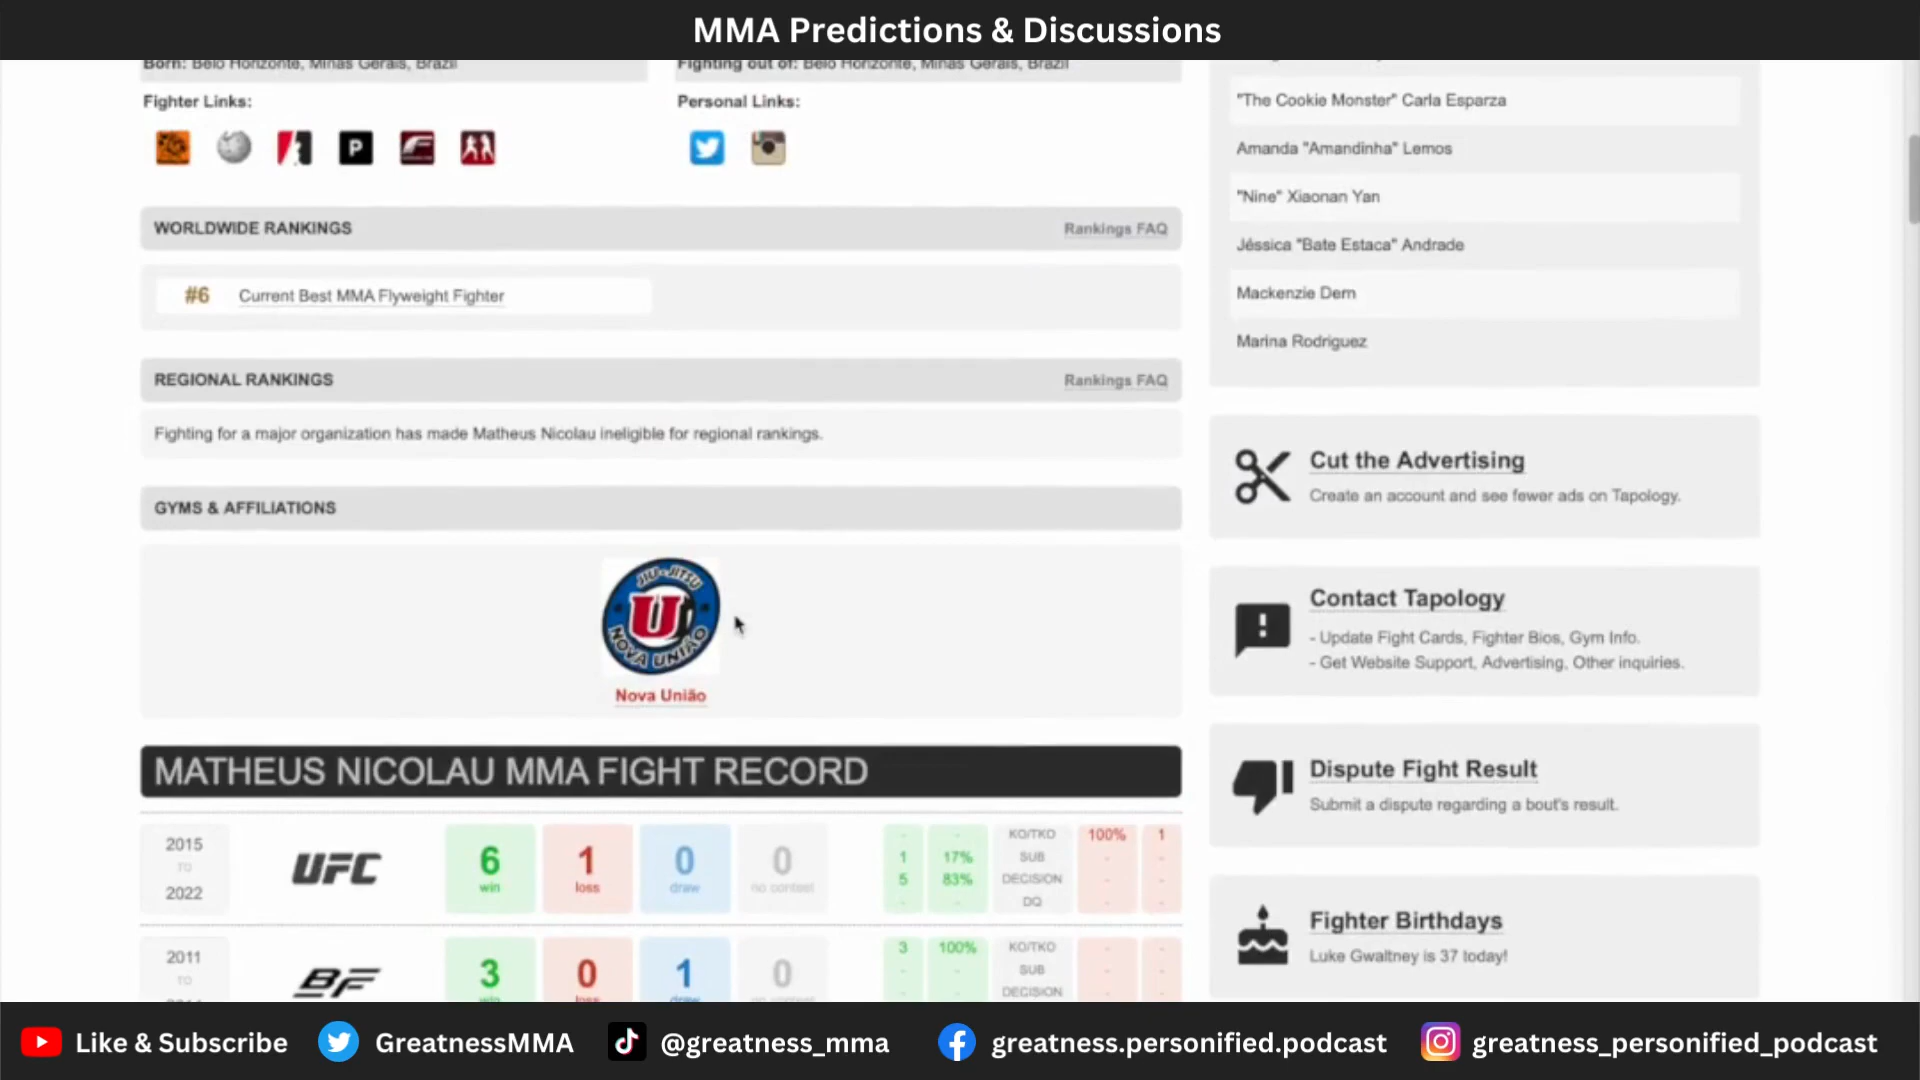 MMA Predictions & Discussions
Born: Belo Horizonte, Minas Gerais, Brazil
Fighting out of: Belo Horizonte, Minas Gerais, Brazil
Fighter Links:
Personal Links:
P
WORLDWIDE RANKINGS
Rankings FAQ
#6 Current Best MMA Flyweight Fighter
REGIONAL RANKINGS
Rankings FAQ
Fighting for a major organization has made Matheus Nicolau ineligible for regional rankings.
GYMS & AFFILIATIONS
JIU-JITSU
U
NOVA UNIÃO
Nova União
MATHEUS NICOLAU MMA FIGHT RECORD
2015
TO
2022
UFC
6
win
1
loss
0
draw
0
no contest
- - KO/TKO 100% 1
1 17% SUB - -
5 83% DECISION - -
- - DQ - -
2011
TO
BF
3
win
0
loss
1
draw
0
no contest
3 100% KO/TKO - -
- - SUB - -
- - DECISION - -
"The Cookie Monster" Carla Esparza
Amanda "Amandinha" Lemos
"Nine" Xiaonan Yan
Jéssica "Bate Estaca" Andrade
Mackenzie Dern
Marina Rodriguez
Cut the Advertising
Create an account and see fewer ads on Tapology.
Contact Tapology
- Update Fight Cards, Fighter Bios, Gym Info.
- Get Website Support, Advertising, Other inquiries.
Dispute Fight Result
Submit a dispute regarding a bout's result.
Fighter Birthdays
Luke Gwaltney is 37 today!
Like & Subscribe
GreatnessMMA
@greatness_mma
greatness.personified.podcast
greatness_personified_podcast